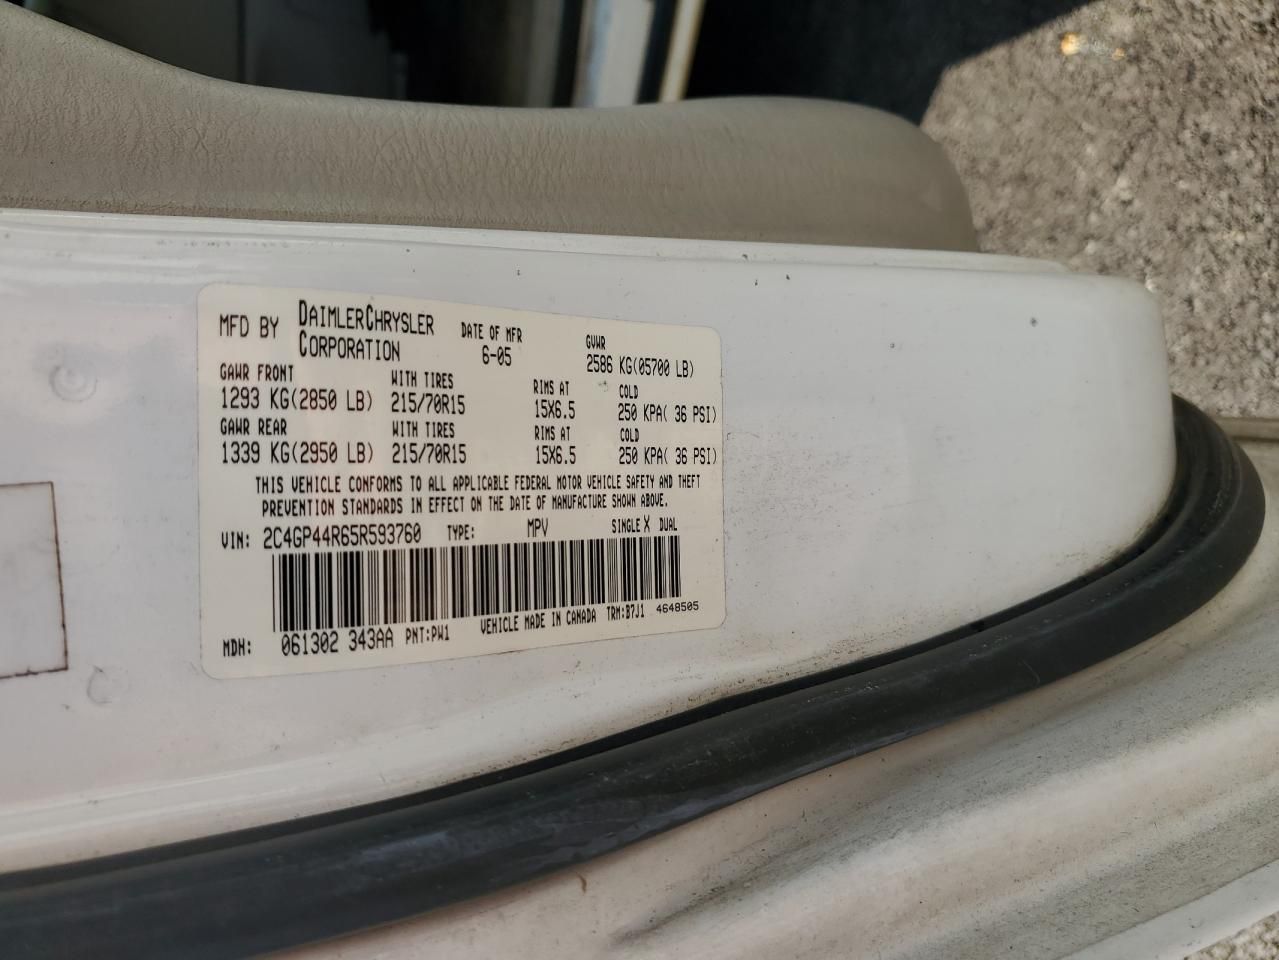 MFD BY DAIMLERCHRYSLER CORPORATION DATE OF MFR 6-05 GVWR 2586 KG(05700 LB)
GAWR FRONT WITH TIRES RIMS AT COLD
1293 KG(2850 LB) 215/70R15 15X6.5 250 KPA( 36 PSI)
GAWR REAR WITH TIRES RIMS AT COLD
1339 KG(2950 LB) 215/70R15 15X6.5 250 KPA( 36 PSI)
THIS VEHICLE CONFORMS TO ALL APPLICABLE FEDERAL MOTOR VEHICLE SAFETY AND THEFT
PREVENTION STANDARDS IN EFFECT ON THE DATE OF MANUFACTURE SHOWN ABOVE.
VIN: 2C4GP44R65R593760 TYPE: MPV SINGLE X DUAL
MDH: 061302 343AA PNT:PW1 VEHICLE MADE IN CANADA TRM:B7J1 4648505